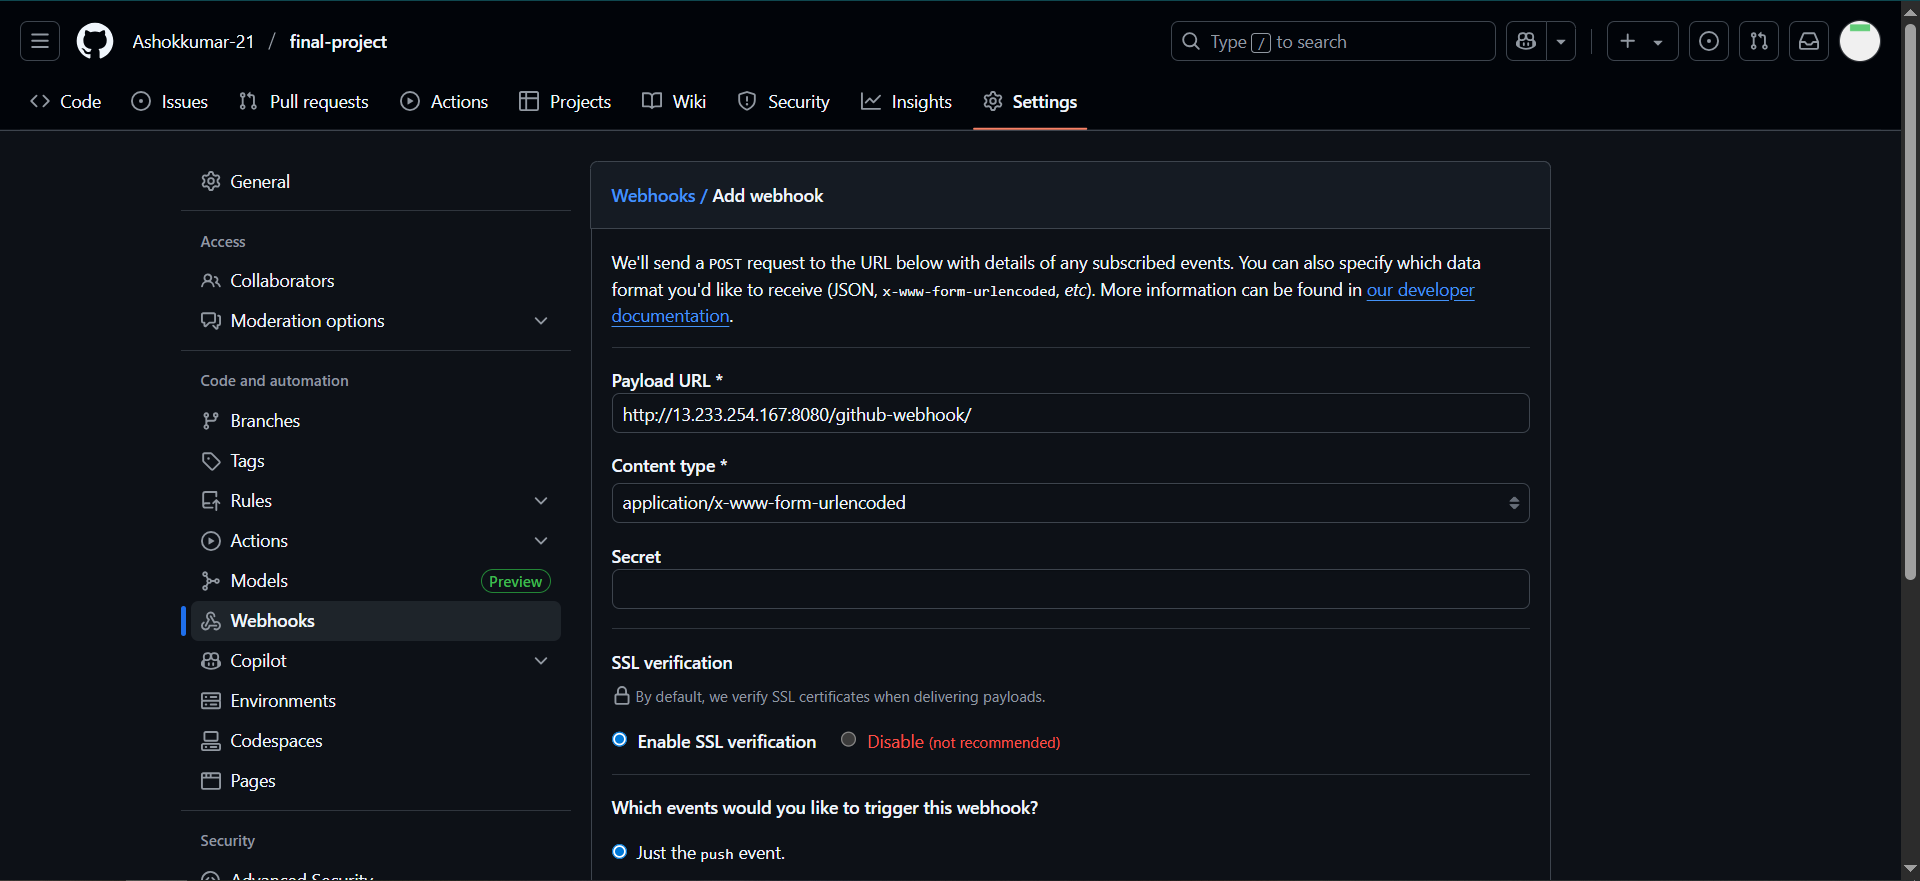 Ashokkumar-21 / final-project
Type / to search
Code
Issues
Pull requests
Actions
Projects
Wiki
Security
Insights
Settings
General
Access
Collaborators
Moderation options
Code and automation
Branches
Tags
Rules
Actions
Models Preview
Webhooks
Copilot
Environments
Codespaces
Pages
Security
Advanced Security
Webhooks / Add webhook
We'll send a POST request to the URL below with details of any subscribed events. You can also specify which data
format you'd like to receive (JSON, x-www-form-urlencoded, etc). More information can be found in our developer
documentation.
Payload URL *
http://13.233.254.167:8080/github-webhook/
Content type *
application/x-www-form-urlencoded
Secret
SSL verification
By default, we verify SSL certificates when delivering payloads.
Enable SSL verification
Disable (not recommended)
Which events would you like to trigger this webhook?
Just the push event.